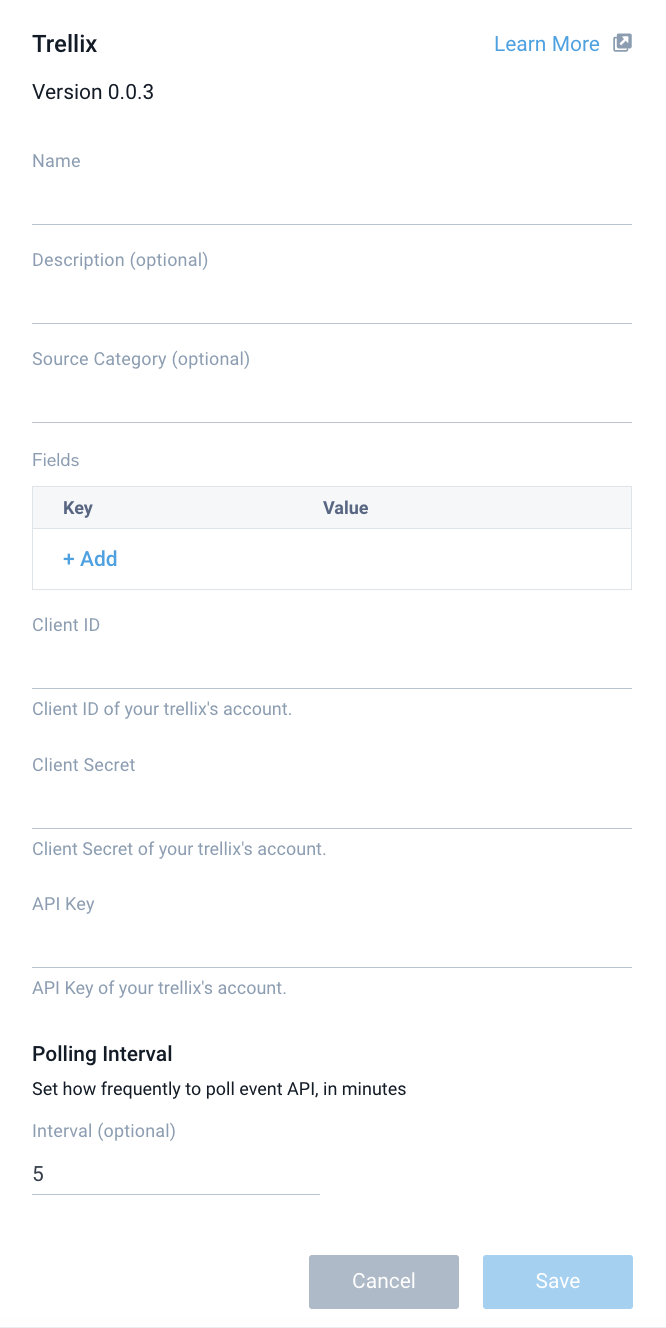 Trellix
Learn More
Version 0.0.3
Name
Description (optional)
Source Category (optional)
Fields
Key Value
+ Add
Client ID
Client ID of your trellix's account.
Client Secret
Client Secret of your trellix's account.
API Key
API Key of your trellix's account.
Polling Interval
Set how frequently to poll event API, in minutes
Interval (optional)
5
Cancel Save